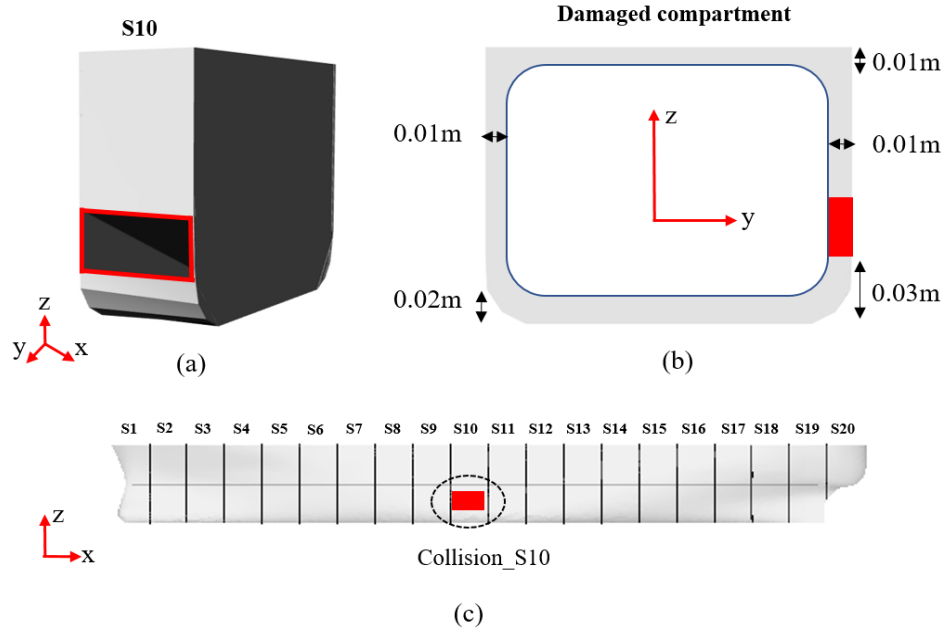 S10
z
y
x
(a)
Damaged compartment
0.01m
0.01m
0.01m
z
y
0.02m
0.03m
(b)
S1 S2 S3 S4 S5 S6 S7 S8 S9 S10 S11 S12 S13 S14 S15 S16 S17 S18 S19 S20
z
x
Collision_S10
(c)